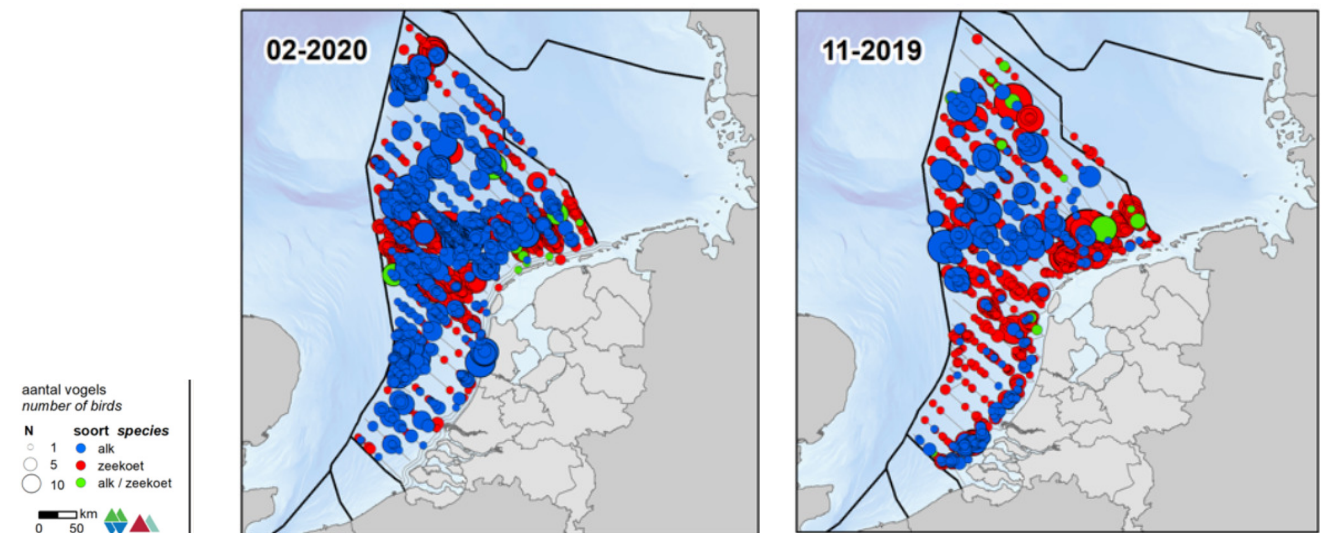 02-2020
11-2019
aantal vogels
number of birds
N soort species
1 alk
5 zeekoet
10 alk / zeekoet
km
0 50